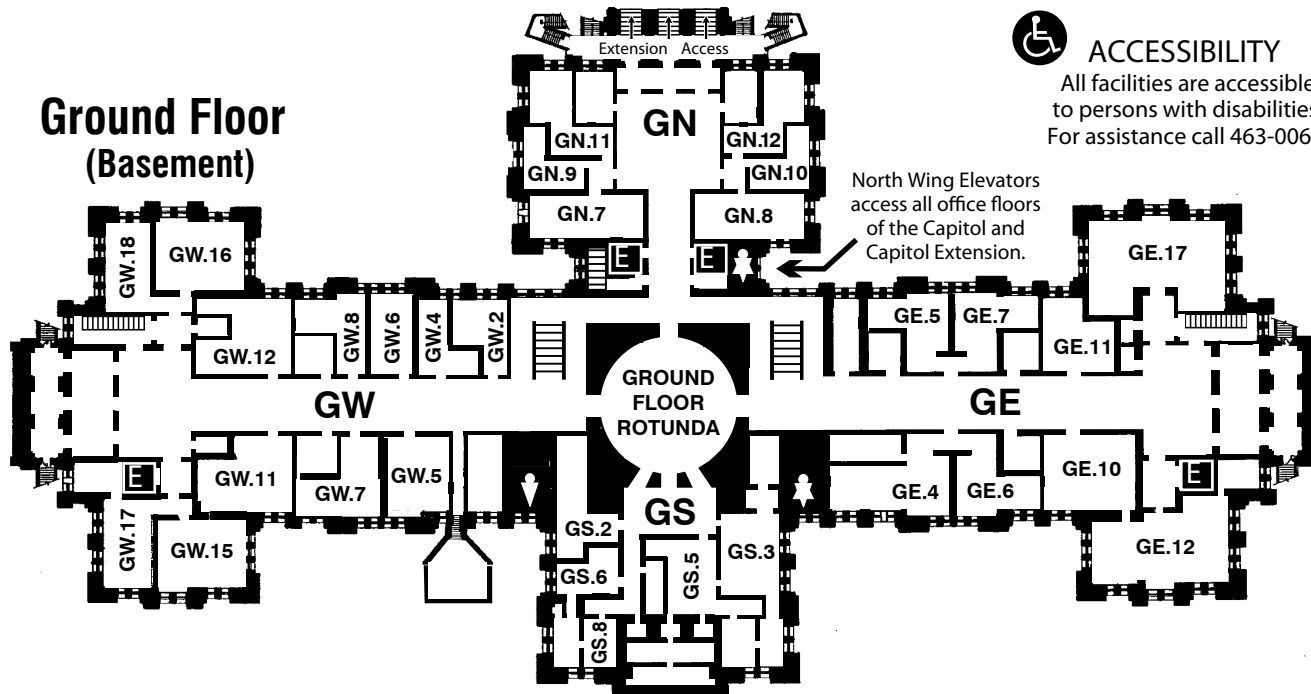 Extension Access
ACCESSIBILITY
All facilities are accessible
to persons with disabilities
For assistance call 463-006
Ground Floor
(Basement)
GN
GN.11
GN.12
GN.9
GN.10
GN.7
GN.8
North Wing Elevators
access all office floors
of the Capitol and
Capitol Extension.
E
E
GW.18
GW.16
GE.17
GW.12
GW.8
GW.6
GW.4
GW.2
GE.5
GE.7
GE.11
GROUND
FLOOR
ROTUNDA
GW
GE
E
GW.11
GW.7
GW.5
GE.4
GE.6
GE.10
E
GW.17
GW.15
GS
GS.2
GS.3
GS.5
GS.6
GS.8
GE.12